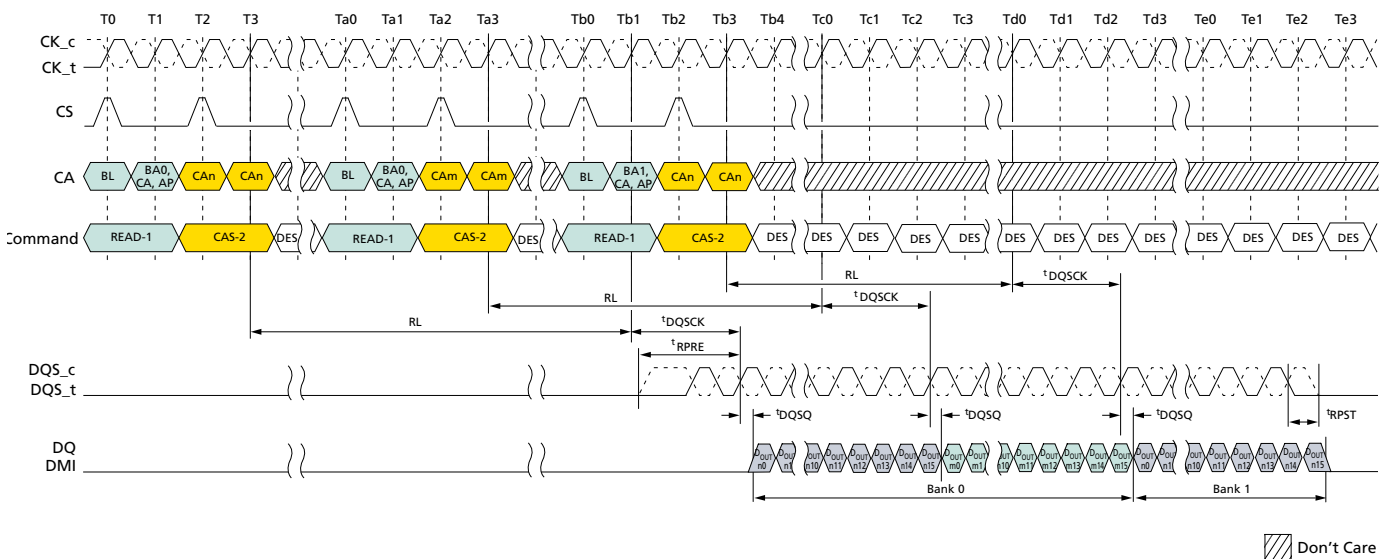 T0 T1 T2 T3 Ta0 Ta1 Ta2 Ta3 Tb0 Tb1 Tb2 Tb3 Tb4 Tc0 Tc1 Tc2 Tc3 Td0 Td1 Td2 Td3 Te0 Te1 Te2 Te3
CK_c
CK_t
CS
CA BL BA0, CA, AP CAn CAn BL BA0, CA, AP CAm CAm BL BA1, CA, AP CAn CAn
Command READ-1 CAS-2 DES READ-1 CAS-2 DES READ-1 CAS-2 DES DES DES DES DES DES DES DES DES DES DES DES DES
RL tDQSCK
RL tDQSCK
RL tDQSCK
tRPRE
DQS_c
DQS_t
tDQSQ tDQSQ tDQSQ tRPST
DQ
DMI
DOUT n0 DOUT n1 DOUT n10 DOUT n11 DOUT n12 DOUT n13 DOUT n14 DOUT n15 DOUT m0 DOUT m1 DOUT m10 DOUT m11 DOUT m12 DOUT m13 DOUT m14 DOUT m15 DOUT n0 DOUT n1 DOUT n10 DOUT n11 DOUT n12 DOUT n13 DOUT n14 DOUT n15
Bank 0 Bank 1
Don't Care